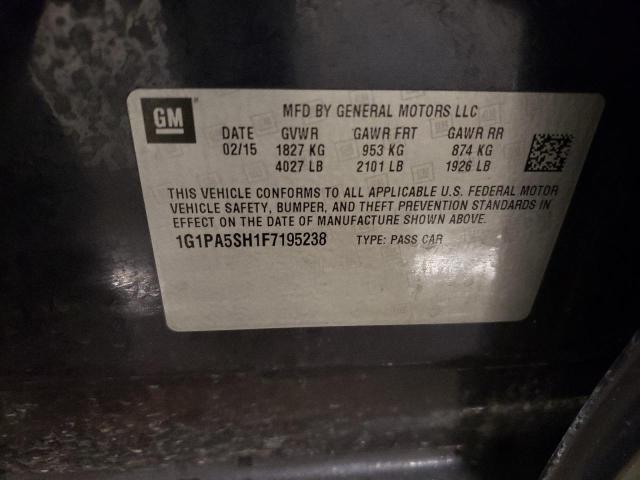 GM
MFD BY GENERAL MOTORS LLC
DATE GVWR GAWR FRT GAWR RR
02/15 1827 KG 953 KG 874 KG
4027 LB 2101 LB 1926 LB
THIS VEHICLE CONFORMS TO ALL APPLICABLE U.S. FEDERAL MOTOR
VEHICLE SAFETY, BUMPER, AND THEFT PREVENTION STANDARDS IN
EFFECT ON THE DATE OF MANUFACTURE SHOWN ABOVE.
1G1PA5SH1F7195238 TYPE: PASS CAR